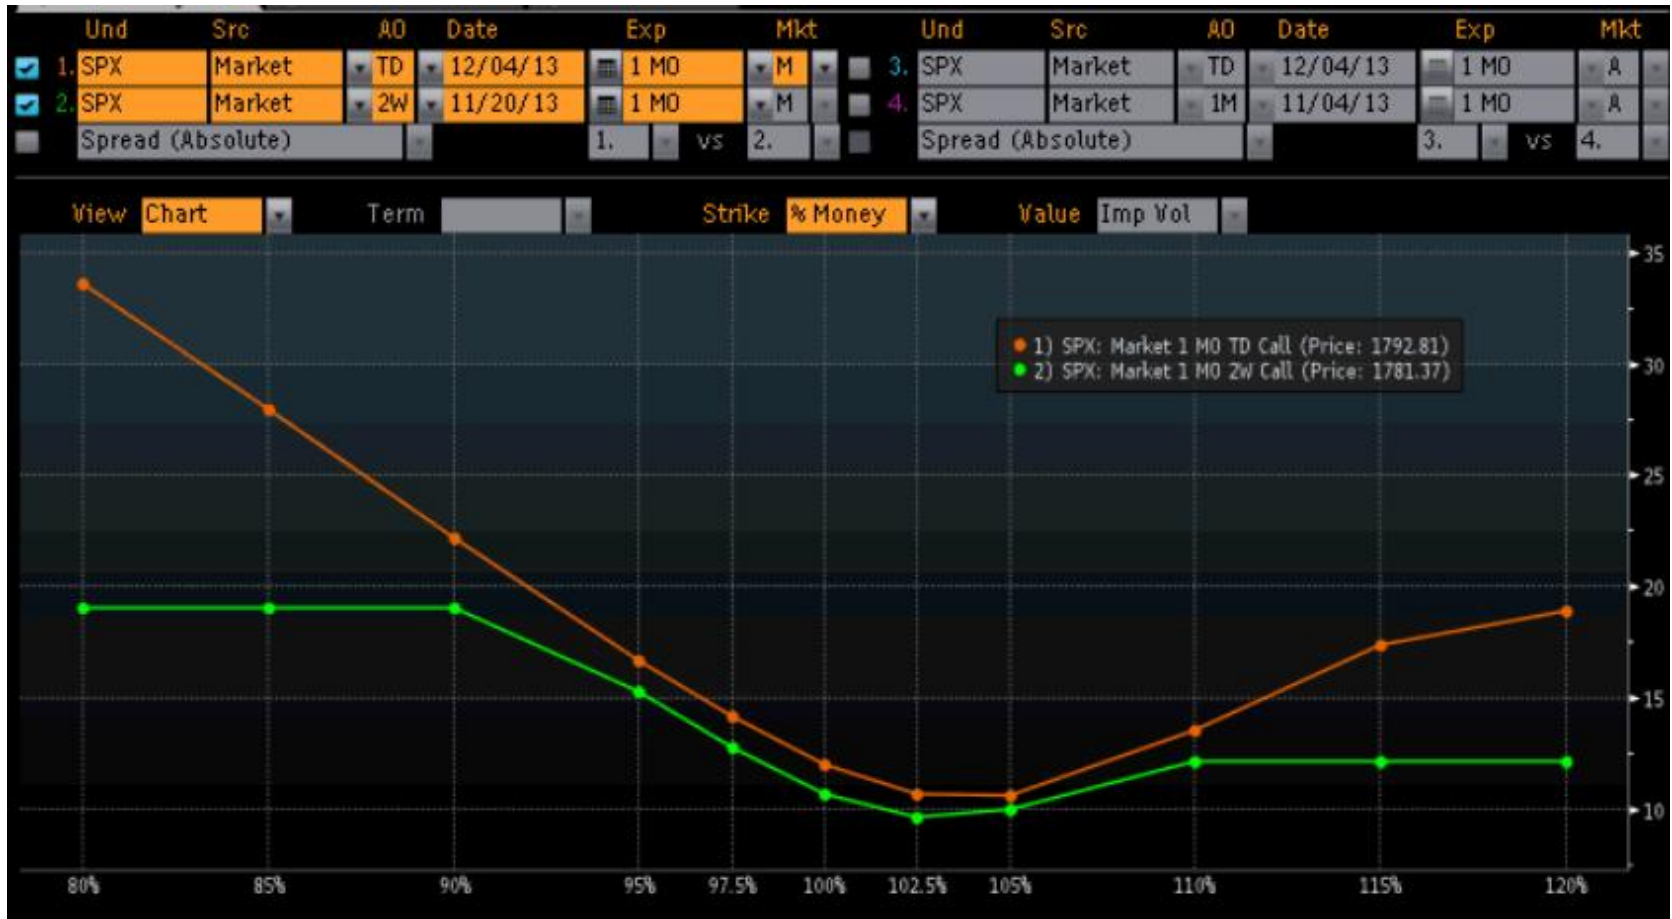 Und Src AO Date Exp Mkt Und Src AO Date Exp Mkt
1. SPX Market TD 12/04/13 1 MO M 3. SPX Market TD 12/04/13 1 MO A
2. SPX Market 2W 11/20/13 1 MO M 4. SPX Market 1M 11/04/13 1 MO A
Spread (Absolute) 1. vs 2. Spread (Absolute) 3. vs 4.
View Chart Term Strike % Money Value Imp Vol
35
1) SPX: Market 1 MO TD Call (Price: 1792.81)
30
2) SPX: Market 1 MO 2W Call (Price: 1781.37)
25
20
15
10
80% 85% 90% 95% 97.5% 100% 102.5% 105% 110% 115% 120%